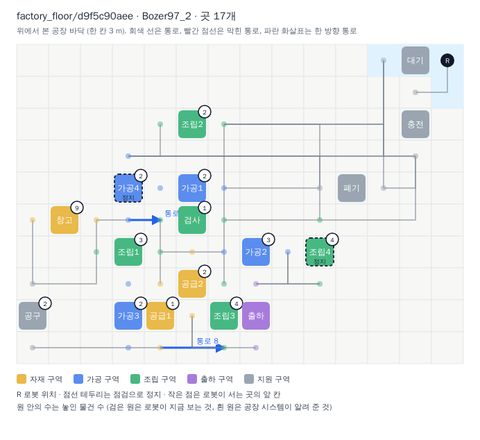 factory_floor/d9f5c90aee · Bozer97_2 · 곳 17개
위에서 본 공장 바닥 (한 칸 3 m). 회색 선은 통로, 빨간 점선은 막힌 통로, 파란 화살표는 한 방향 통로
대기
R
조립2
2
충전
가공4
정지
2
가공1
2
폐기
창고
9
통로
검사
1
조립1
3
가공2
3
조립4
정지
4
공급2
2
공구
2
가공3
2
공급1
1
조립3
4
출하
통로 8
자재 구역
가공 구역
조립 구역
출하 구역
지원 구역
R 로봇 위치 · 점선 테두리는 점검으로 정지 · 작은 점은 로봇이 서는 곳의 앞 칸
원 안의 수는 놓인 물건 수 (검은 원은 로봇이 지금 보는 것, 흰 원은 공장 시스템이 알려 준 것)